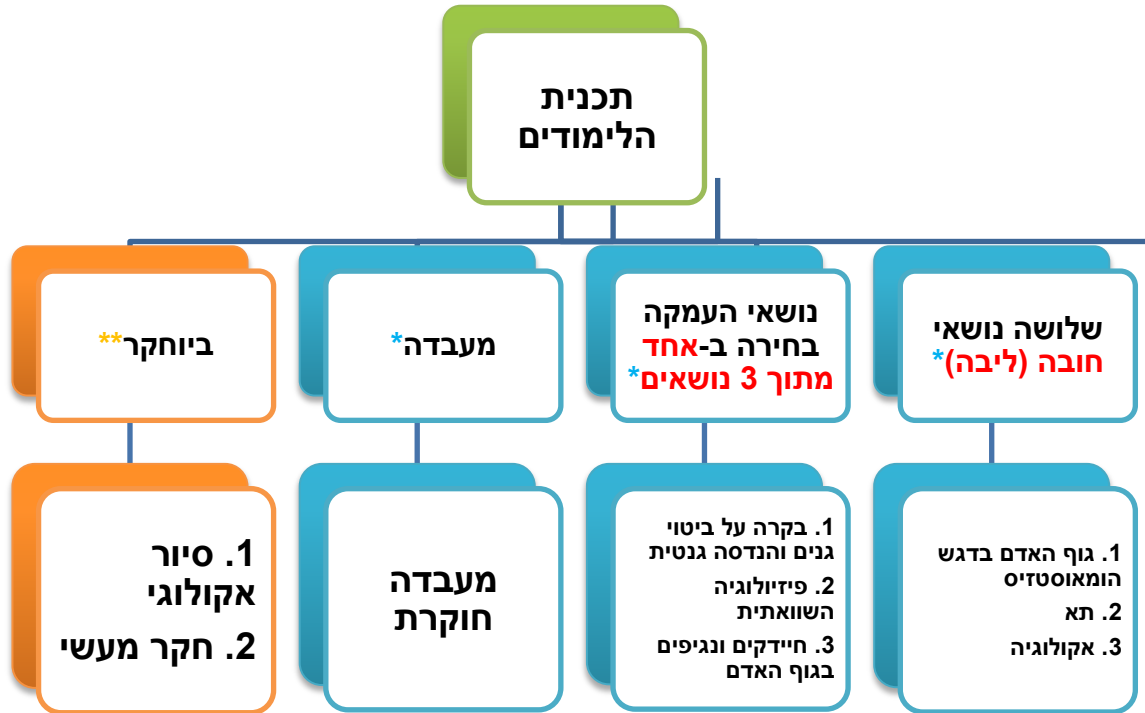 תכנית
הלימודים
שלושה נושאי
חובה (ליבה)*
נושאי העמקה
בחירה ב-אחד
מתוך 3 נושאים*
מעבדה*
ביוחקר**
1. גוף האדם בדגש
הומאוסטזיס
2. תא
3. אקולוגיה
1. בקרה על ביטוי
גנים והנדסה גנטית
2. פיזיולוגיה
השוואתית
3. חיידקים ונגיפים
בגוף האדם
מעבדה
חוקרת
1. סיור
אקולוגי
2. חקר מעשי